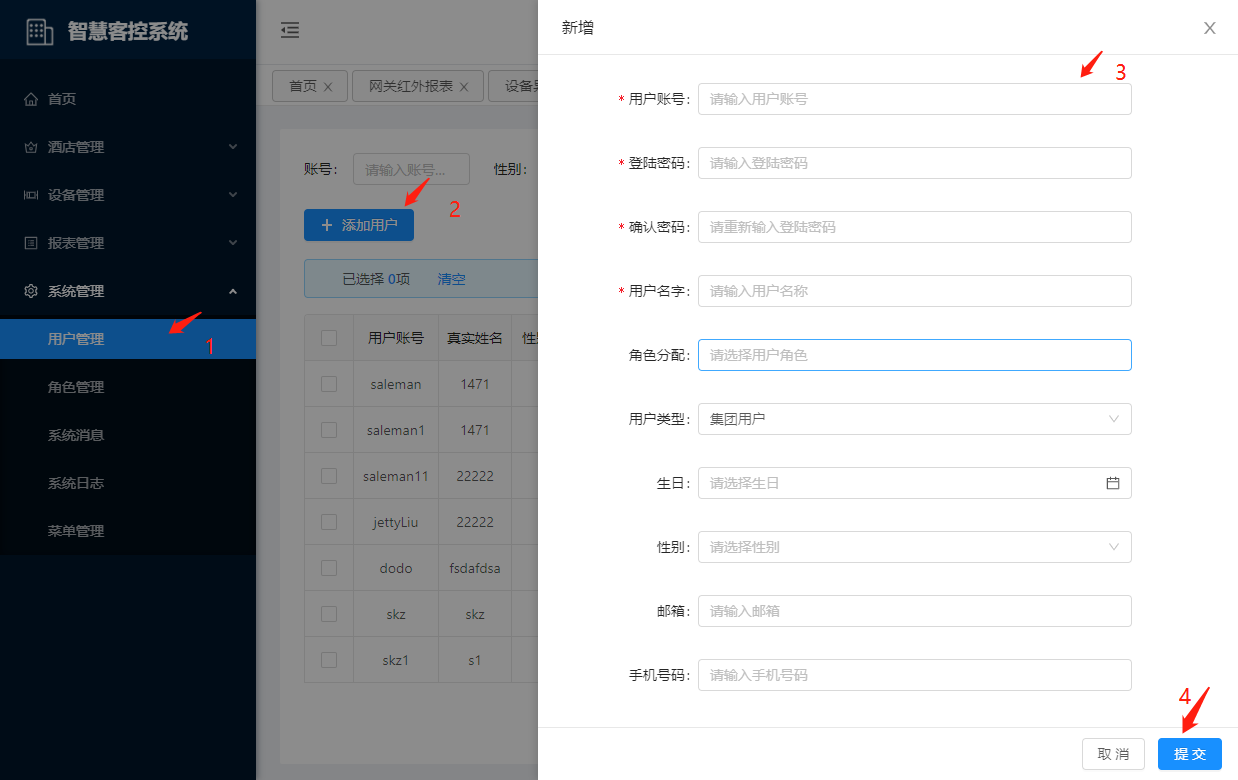 智慧客控系统
首页
酒店管理
设备管理
报表管理
系统管理
用户管理
1
角色管理
系统消息
系统日志
菜单管理
首页
网关红外报表
设备
账号:
请输入账号...
性别:
2
添加用户
已选择 0项 清空
用户账号 真实姓名
saleman 1471
saleman1 1471
saleman11 22222
jettyLiu 22222
dodo fsdafdsa
skz skz
skz1 s1
新增
3
* 用户账号: 请输入用户账号
* 登陆密码: 请输入登陆密码
* 确认密码: 请重新输入登陆密码
* 用户名字: 请输入用户名称
角色分配: 请选择用户角色
用户类型: 集团用户
生日: 请选择生日
性别: 请选择性别
邮箱: 请输入邮箱
手机号码: 请输入手机号码
4
取 消
提 交